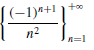 { (-1)^{n+1} / n^2 }_{n=1}^{+∞}